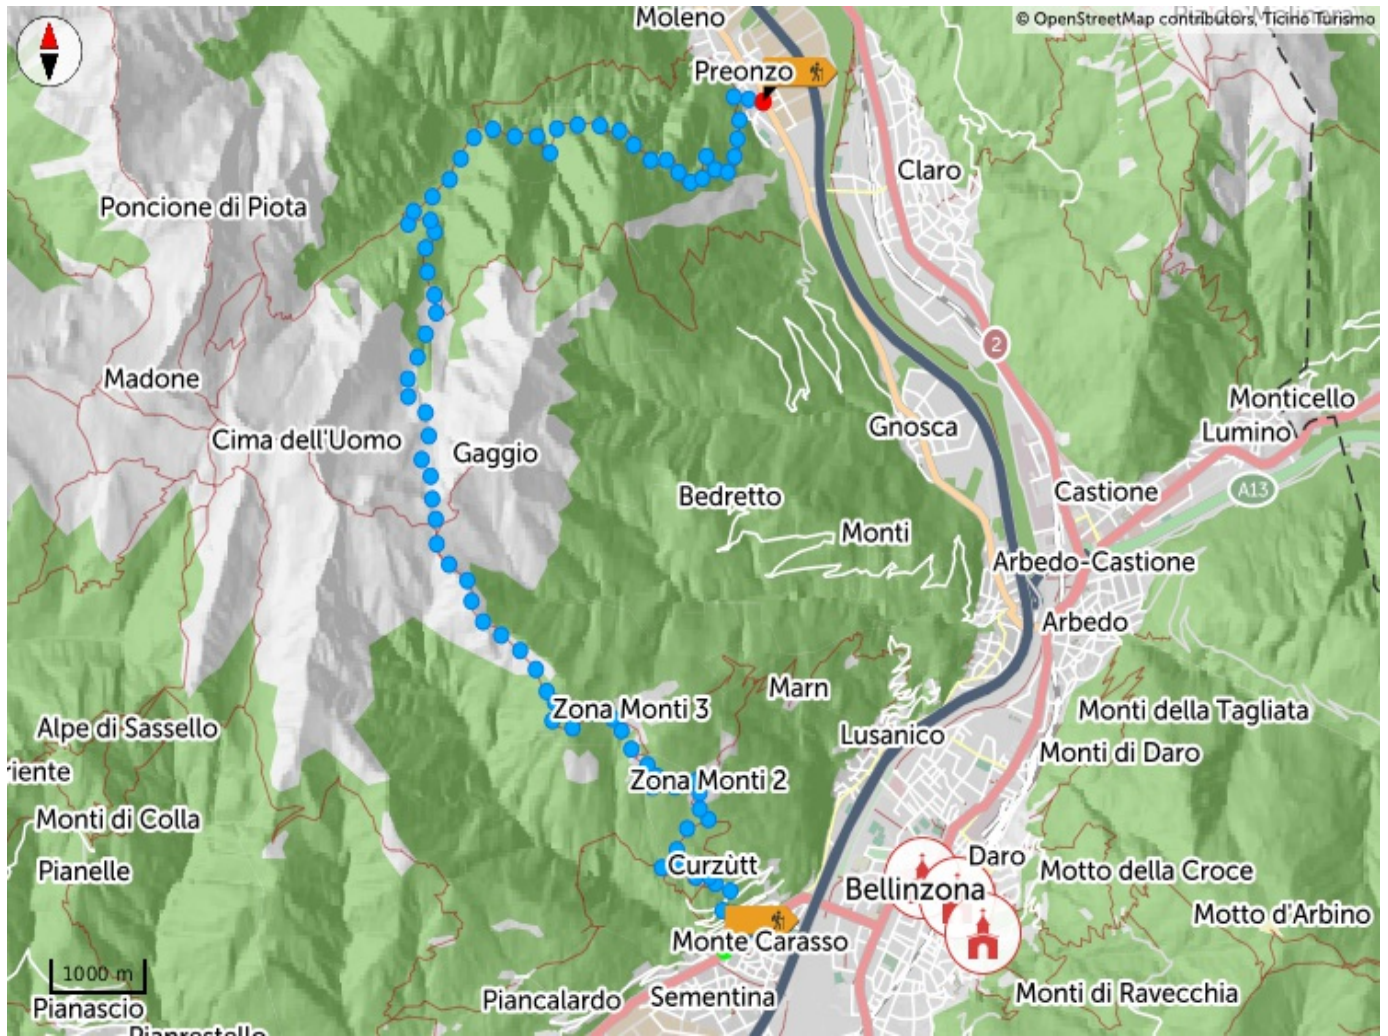 Moleno
© OpenStreetMap contributors, Ticino Turismo
Preonzo
Claro
Poncione di Piota
2
Madone
Monticello
Gnosca
Lumino
Cima dell'Uomo
Gaggio
Bedretto
Castione
A13
Monti
Arbedo-Castione
Arbedo
Marn
Zona Monti 3
Monti della Tagliata
Alpe di Sassello
Lusanico
Monti di Daro
riente
Zona Monti 2
Monti di Colla
Daro
Curzùtt
Pianelle
Motto della Croce
Bellinzona
Motto d'Arbino
Monte Carasso
1000 m
Piancalardo
Sementina
Monti di Ravecchia
Pianascio